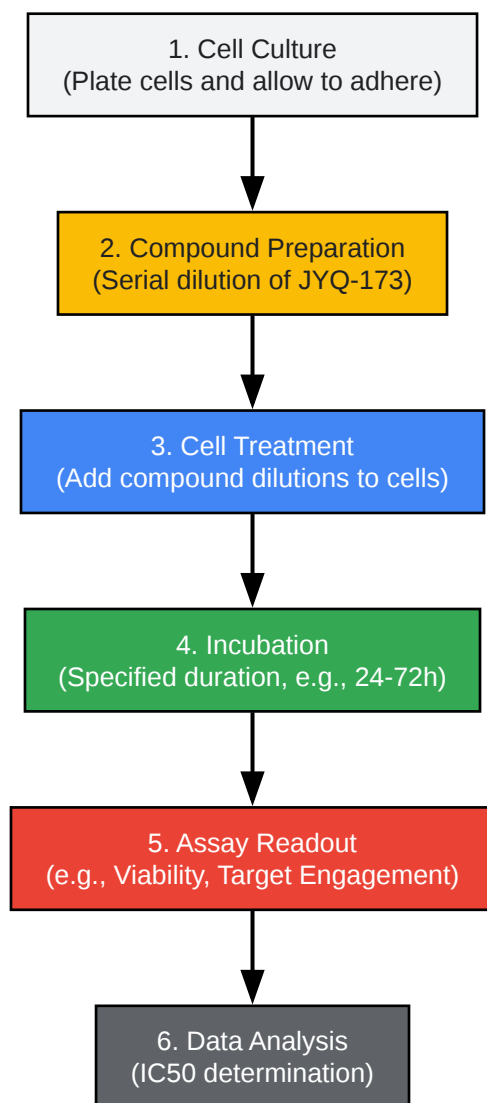 1. Cell Culture
(Plate cells and allow to adhere)
2. Compound Preparation
(Serial dilution of JYQ-173)
3. Cell Treatment
(Add compound dilutions to cells)
4. Incubation
(Specified duration, e.g., 24-72h)
5. Assay Readout
(e.g., Viability, Target Engagement)
6. Data Analysis
(IC50 determination)